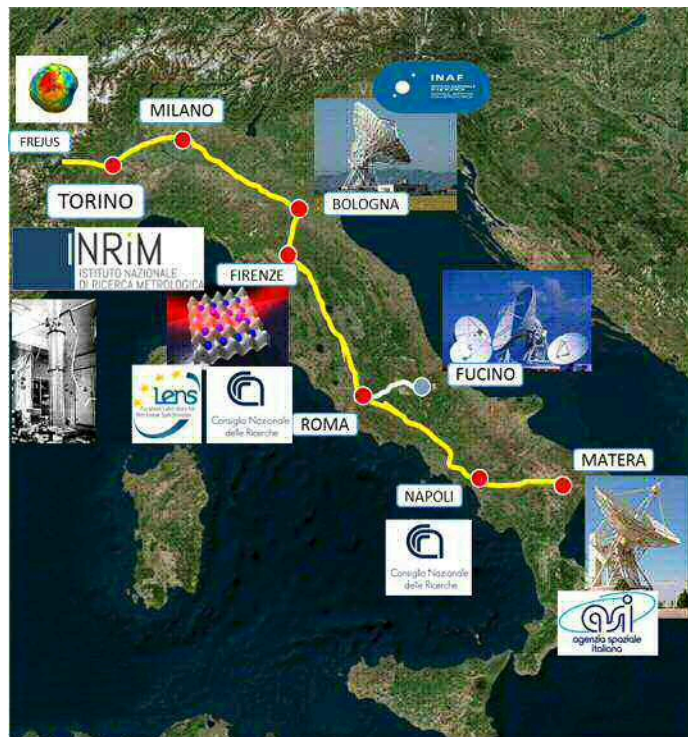 INAF
MILANO
FREJUS
TORINO
BOLOGNA
INRiM
ISTITUTO NAZIONALE
DI RICERCA METROLOGICA
FIRENZE
FUCINO
Lens
Consiglio Nazionale
delle Ricerche
ROMA
MATERA
NAPOLI
Consiglio Nazionale
delle Ricerche
asi
agenzia spaziale
italiana